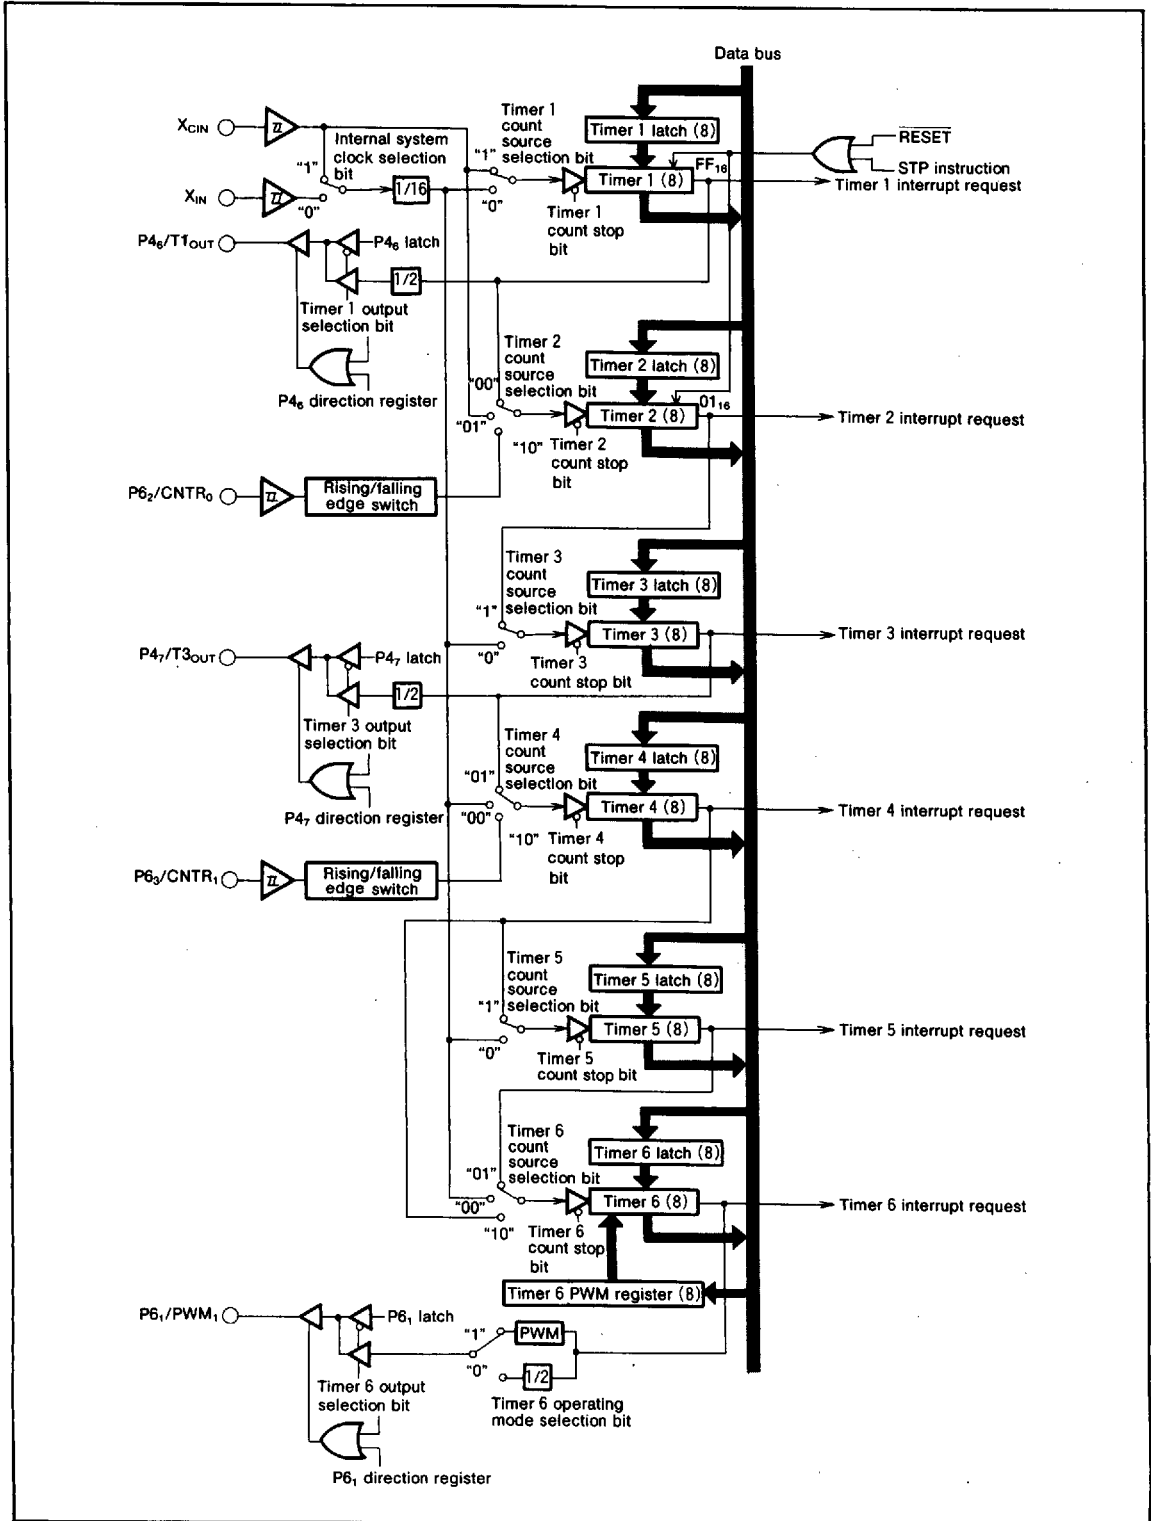 Data bus
XCIN
Internal system
clock selection
bit
"1"
XIN
"0"
1/16
Timer 1
count
source
selection bit
"1"
"0"
Timer 1 latch (8)
Timer 1 (8)
FF16
RESET
STP instruction
Timer 1 interrupt request
Timer 1
count stop
bit
P46/T1OUT
P46 latch
1/2
Timer 1 output
selection bit
P46 direction register
Timer 2
count
source
selection bit
"00"
"01"
"10"
Timer 2 latch (8)
Timer 2 (8)
0116
Timer 2 interrupt request
Timer 2
count stop
bit
P62/CNTR0
Rising/falling
edge switch
Timer 3
count
source
selection bit
"1"
"0"
Timer 3 latch (8)
Timer 3 (8)
Timer 3 interrupt request
Timer 3
count stop bit
P47/T3OUT
P47 latch
1/2
Timer 3 output
selection bit
P47 direction register
Timer 4
count
source
selection bit
"01"
"00"
"10"
Timer 4 latch (8)
Timer 4 (8)
Timer 4 interrupt request
Timer 4
count stop
bit
P63/CNTR1
Rising/falling
edge switch
Timer 5
count
source
selection bit
"1"
"0"
Timer 5 latch (8)
Timer 5 (8)
Timer 5 interrupt request
Timer 5
count stop bit
Timer 6
count
source
selection bit
"01"
"00"
"10"
Timer 6 latch (8)
Timer 6 (8)
Timer 6 interrupt request
Timer 6
count stop
bit
Timer 6 PWM register (8)
P61/PWM1
P61 latch
"1"
PWM
"0"
1/2
Timer 6 output
selection bit
Timer 6 operating
mode selection bit
P61 direction register